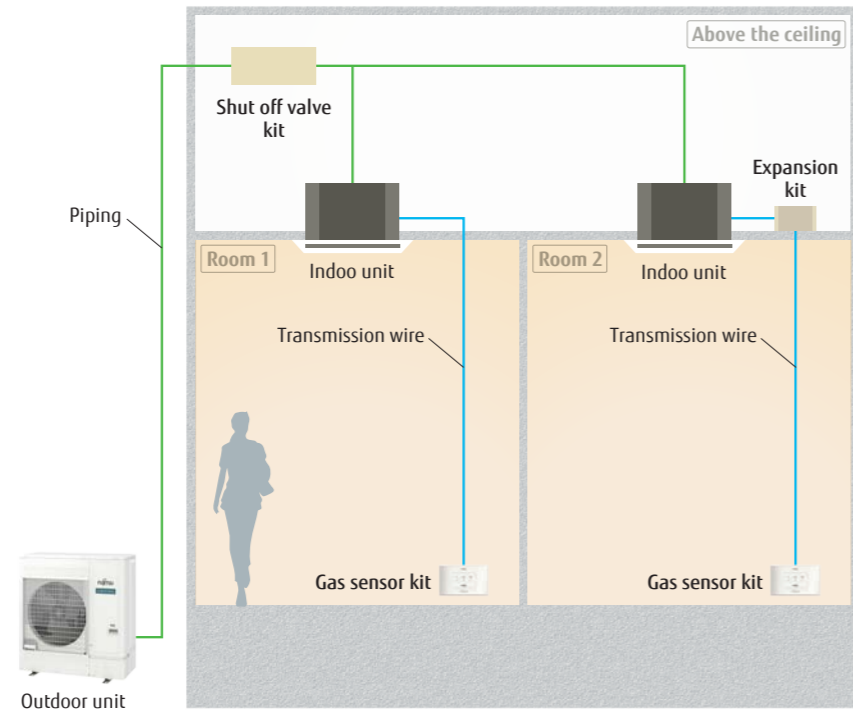 Above the ceiling
Shut off valve
kit
Expansion
kit
Piping
Room 1
Indoo unit
Room 2
Indoo unit
Transmission wire
Transmission wire
Gas sensor kit
Gas sensor kit
FUJITSU
Outdoor unit